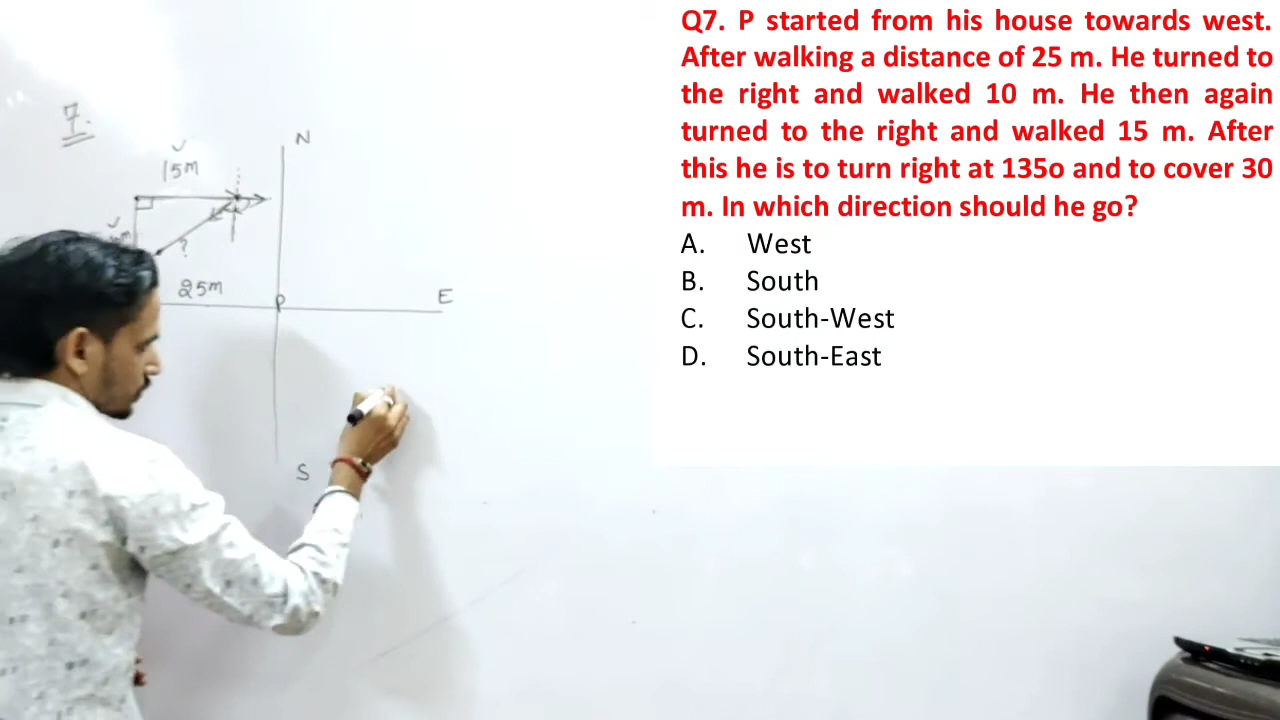 Q7. P started from his house towards west.
After walking a distance of 25 m. He turned to
the right and walked 10 m. He then again
turned to the right and walked 15 m. After
this he is to turn right at 135o and to cover 30
m. In which direction should he go?
A. West
B. South
C. South-West
D. South-East
7.
N
15m
?
25m
P
E
S